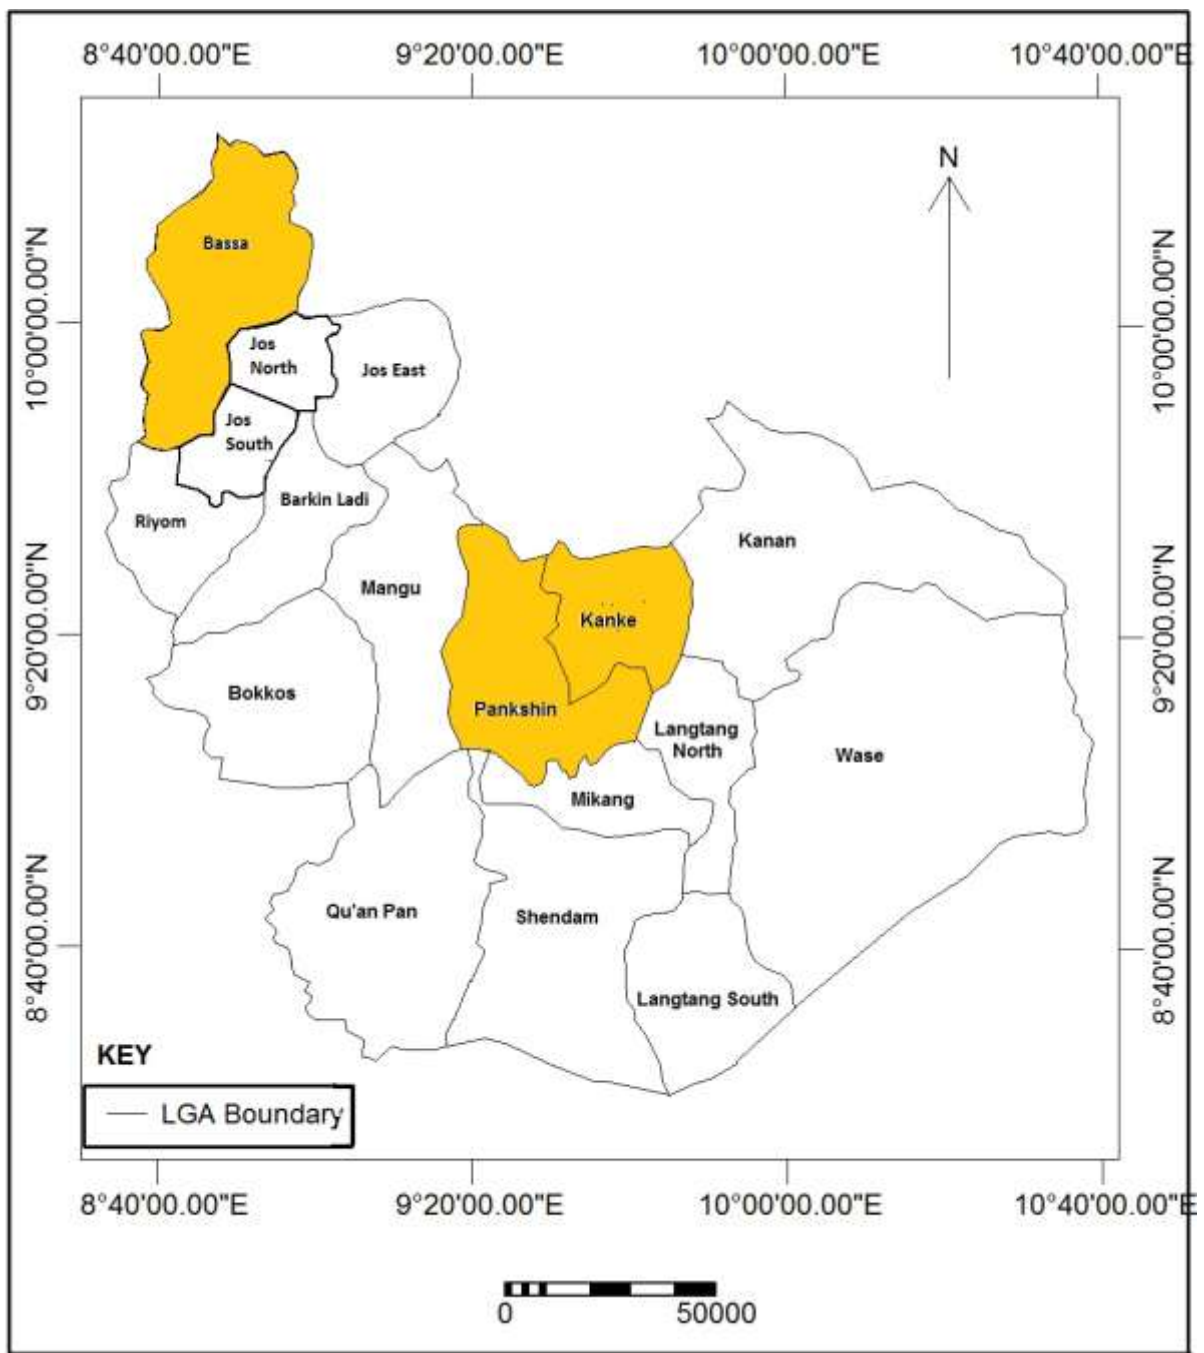 8°40'00.00"E 9°20'00.00"E 10°00'00.00"E 10°40'00.00"E
N
10°00'00.00"N
10°00'00.00"N
Bassa
Jos
North
Jos East
Jos
South
Barkin Ladi
Riyom
Kanan
Mangu
Kanke
9°20'00.00"N
9°20'00.00"N
Bokkos
Pankshin
Langtang
North
Wase
Mikang
Qu'an Pan
Shendam
8°40'00.00"N
8°40'00.00"N
Langtang South
KEY
LGA Boundary
8°40'00.00"E 9°20'00.00"E 10°00'00.00"E 10°40'00.00"E
0 50000